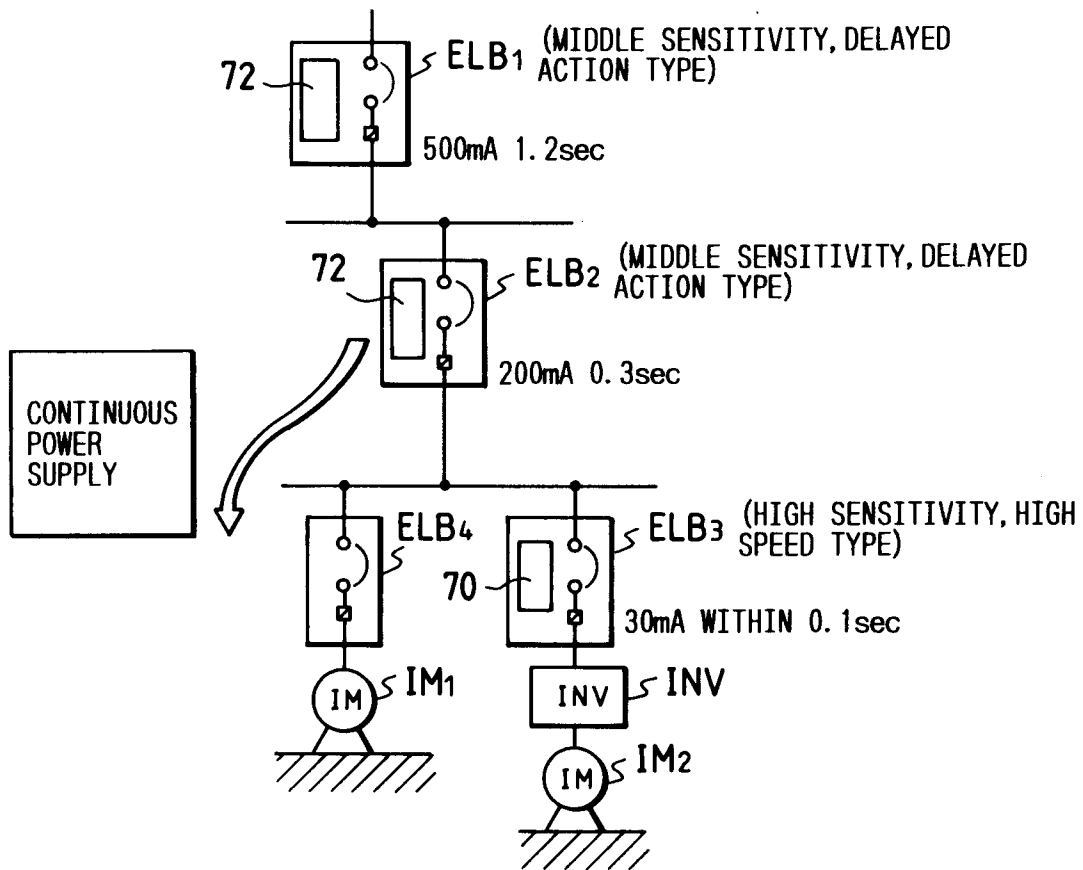 72
ELB1 (MIDDLE SENSITIVITY, DELAYED
ACTION TYPE)
500mA 1.2sec
72
ELB2 (MIDDLE SENSITIVITY, DELAYED
ACTION TYPE)
200mA 0.3sec
CONTINUOUS
POWER
SUPPLY
ELB4
ELB3 (HIGH SENSITIVITY, HIGH
SPEED TYPE)
70
30mA WITHIN 0.1sec
IM
IM1
INV
INV
IM
IM2